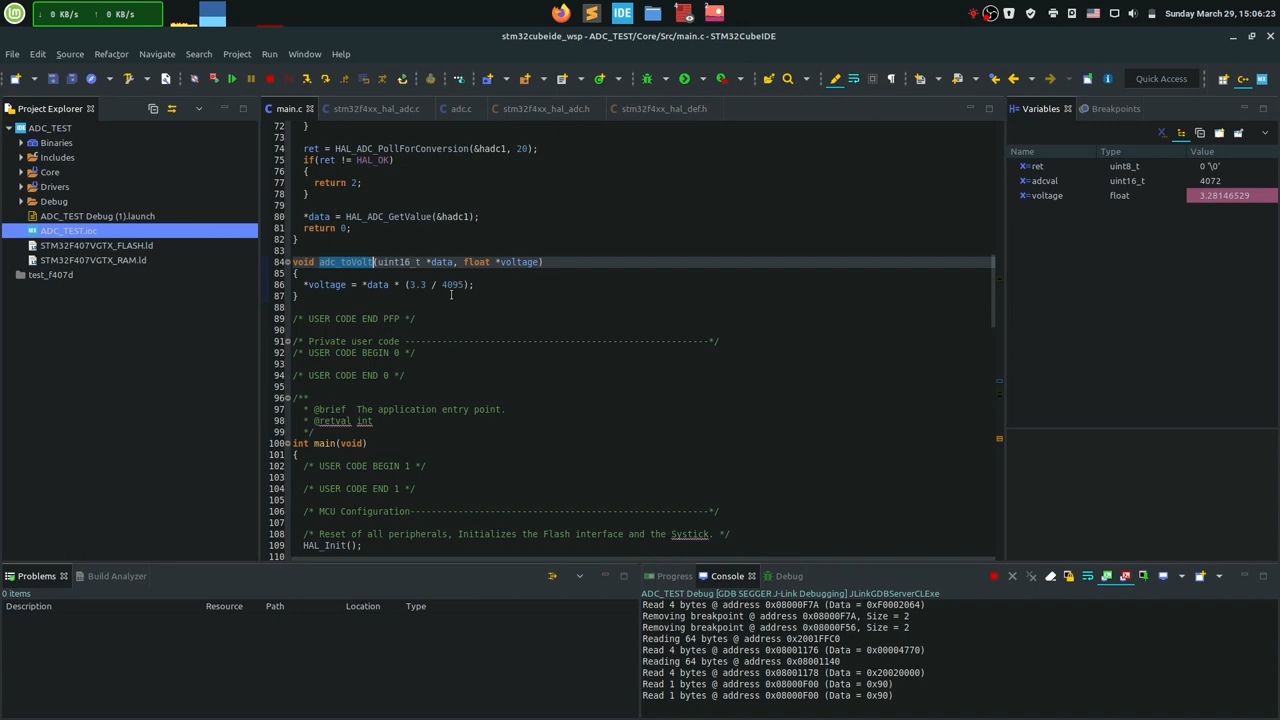 0 KB/s
0 KB/s
IDE
Sunday March 29, 15:06:23
stm32cubeide_wsp - ADC_TEST/Core/Src/main.c - STM32CubeIDE
File Edit Source Refactor Navigate Search Project Run Window Help
Quick Access
Project Explorer
ADC_TEST
Binaries
Includes
Core
Drivers
Debug
ADC_TEST Debug (1).launch
ADC_TEST.ioc
STM32F407VGTX_FLASH.ld
STM32F407VGTX_RAM.ld
test_f407d
main.c stm32f4xx_hal_adc.c adc.c stm32f4xx_hal_adc.h stm32f4xx_hal_def.h
72 }
73
74 ret = HAL_ADC_PollForConversion(&hadc1, 20);
75 if(ret != HAL_OK)
76 {
77 return 2;
78 }
79
80 *data = HAL_ADC_GetValue(&hadc1);
81 return 0;
82 }
83
84 void adc_toVolt(uint16_t *data, float *voltage)
85 {
86 *voltage = *data * (3.3 / 4095);
87 }
88
89 /* USER CODE END PFP */
90
91 /* Private user code ---------------------------------------------------------*/
92 /* USER CODE BEGIN 0 */
93
94 /* USER CODE END 0 */
95
96 /**
97 * @brief The application entry point.
98 * @retval int
99 */
100 int main(void)
101 {
102 /* USER CODE BEGIN 1 */
103
104 /* USER CODE END 1 */
105
106 /* MCU Configuration--------------------------------------------------------*/
107
108 /* Reset of all peripherals, Initializes the Flash interface and the Systick. */
109 HAL_Init();
110
Variables Breakpoints
Name Type Value
ret uint8_t 0 '\0'
adcval uint16_t 4072
voltage float 3.28146529
Problems Build Analyzer
0 items
Description Resource Path Location Type
Progress Console Debug
ADC_TEST Debug [GDB SEGGER J-Link Debugging] JLinkGDBServerCLExe
Read 4 bytes @ address 0x08000F7A (Data = 0xF0002064)
Removing breakpoint @ address 0x08000F7A, Size = 2
Removing breakpoint @ address 0x08000F56, Size = 2
Reading 64 bytes @ address 0x2001FFC0
Read 4 bytes @ address 0x08001176 (Data = 0x00004770)
Reading 64 bytes @ address 0x08001140
Read 4 bytes @ address 0x08001178 (Data = 0x20020000)
Read 1 bytes @ address 0x08000F00 (Data = 0x90)
Read 1 bytes @ address 0x08000F00 (Data = 0x90)